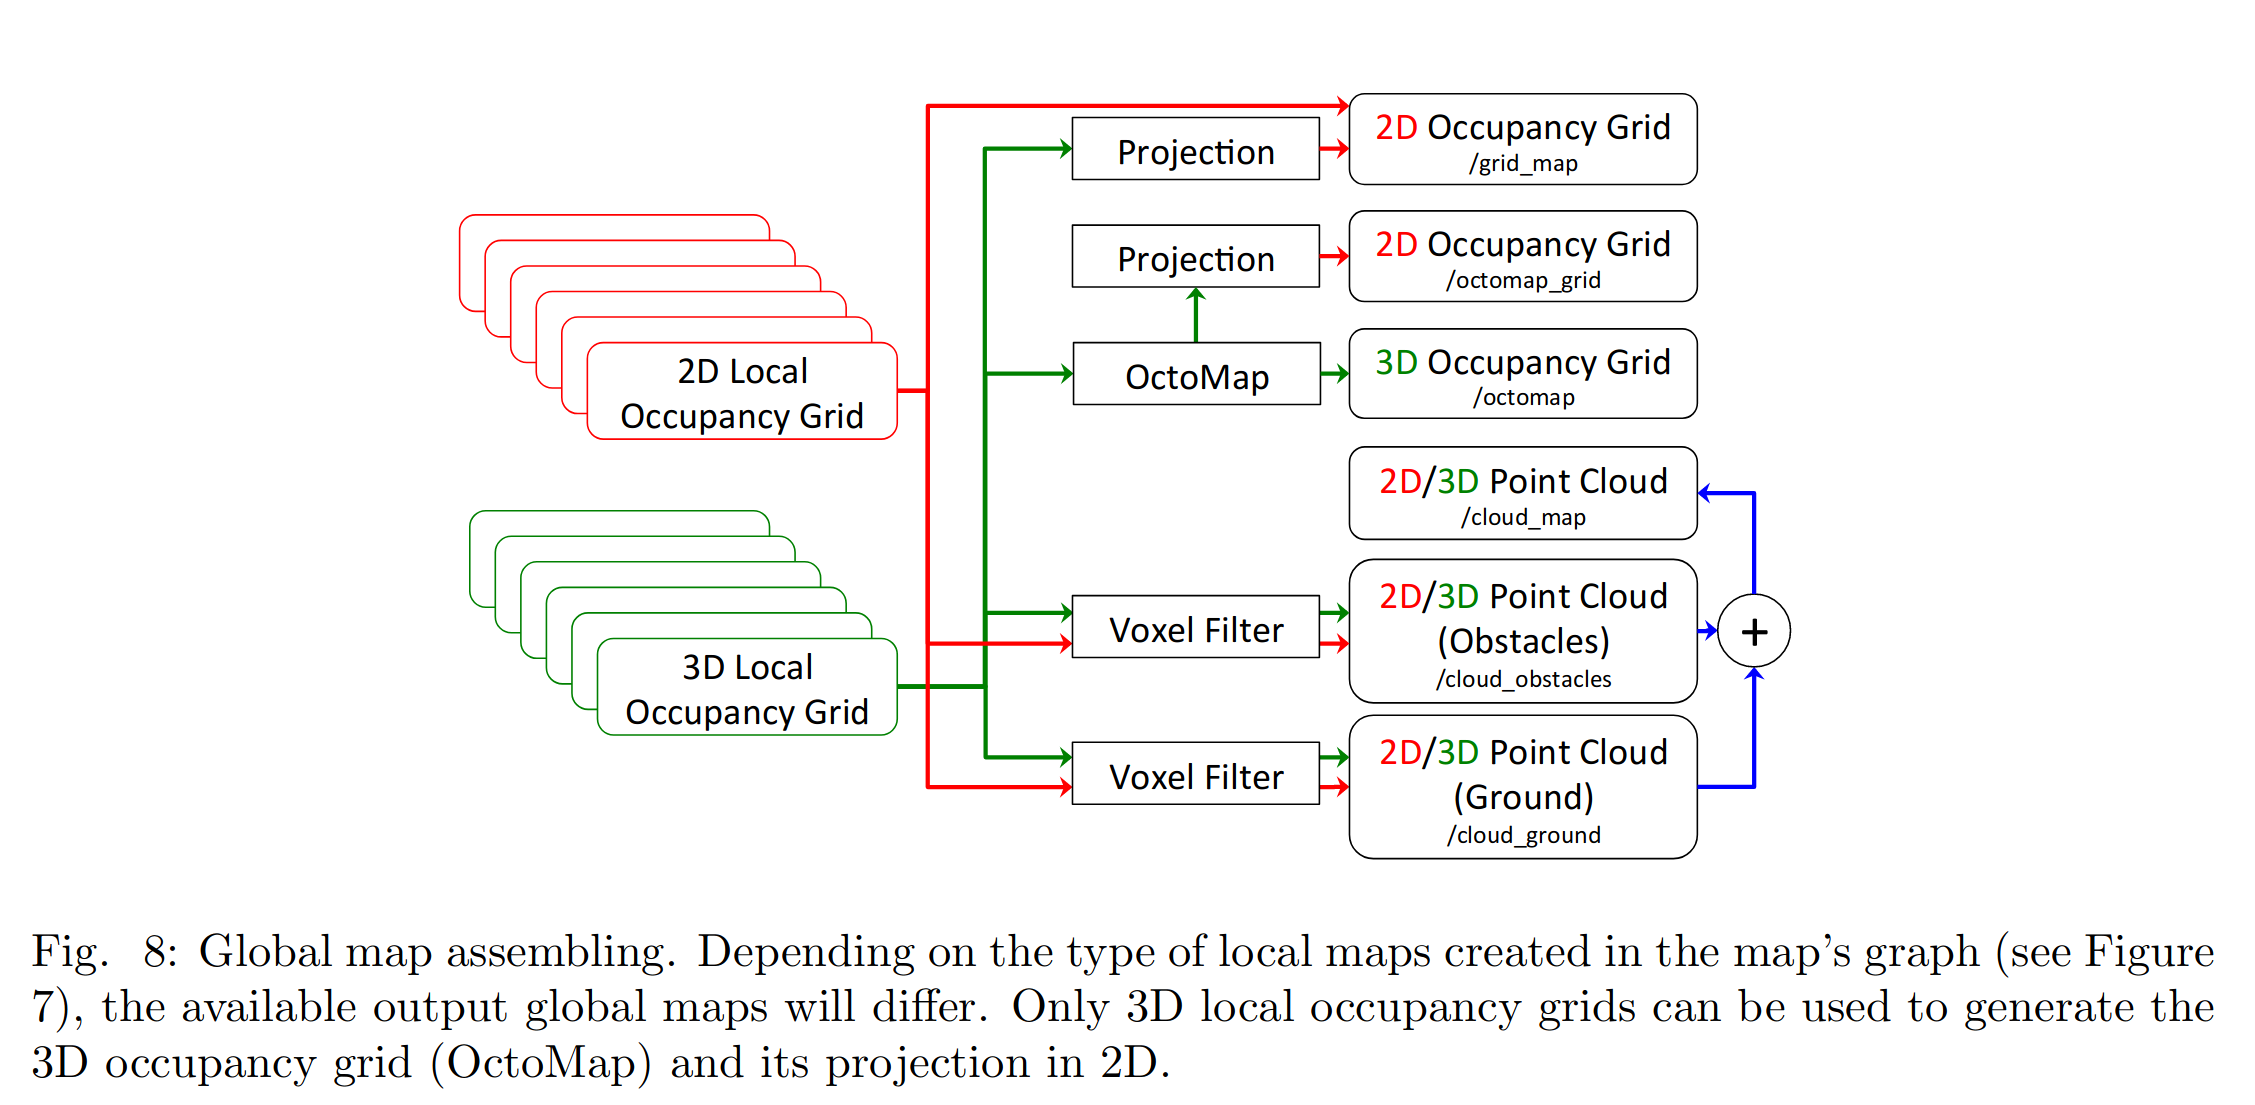 Projection
2D Occupancy Grid
/grid_map
Projection
2D Occupancy Grid
/octomap_grid
2D Local
Occupancy Grid
OctoMap
3D Occupancy Grid
/octomap
2D/3D Point Cloud
/cloud_map
3D Local
Occupancy Grid
Voxel Filter
2D/3D Point Cloud
(Obstacles)
/cloud_obstacles
+
Voxel Filter
2D/3D Point Cloud
(Ground)
/cloud_ground
Fig. 8: Global map assembling. Depending on the type of local maps created in the map's graph (see Figure
7), the available output global maps will differ. Only 3D local occupancy grids can be used to generate the
3D occupancy grid (OctoMap) and its projection in 2D.